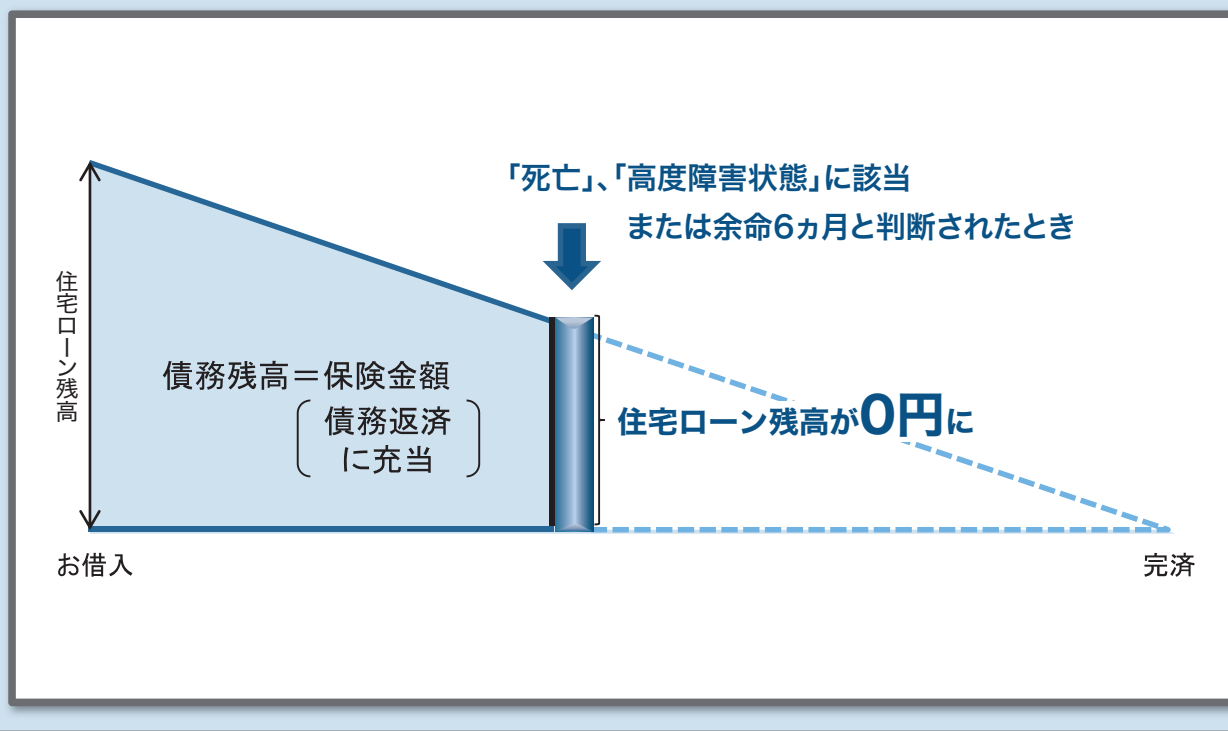 「死亡」、「高度障害状態」に該当
または余命6ヵ月と判断されたとき
住宅ローン残高
債務残高＝保険金額
債務返済
に充当
住宅ローン残高が0円に
お借入
完済